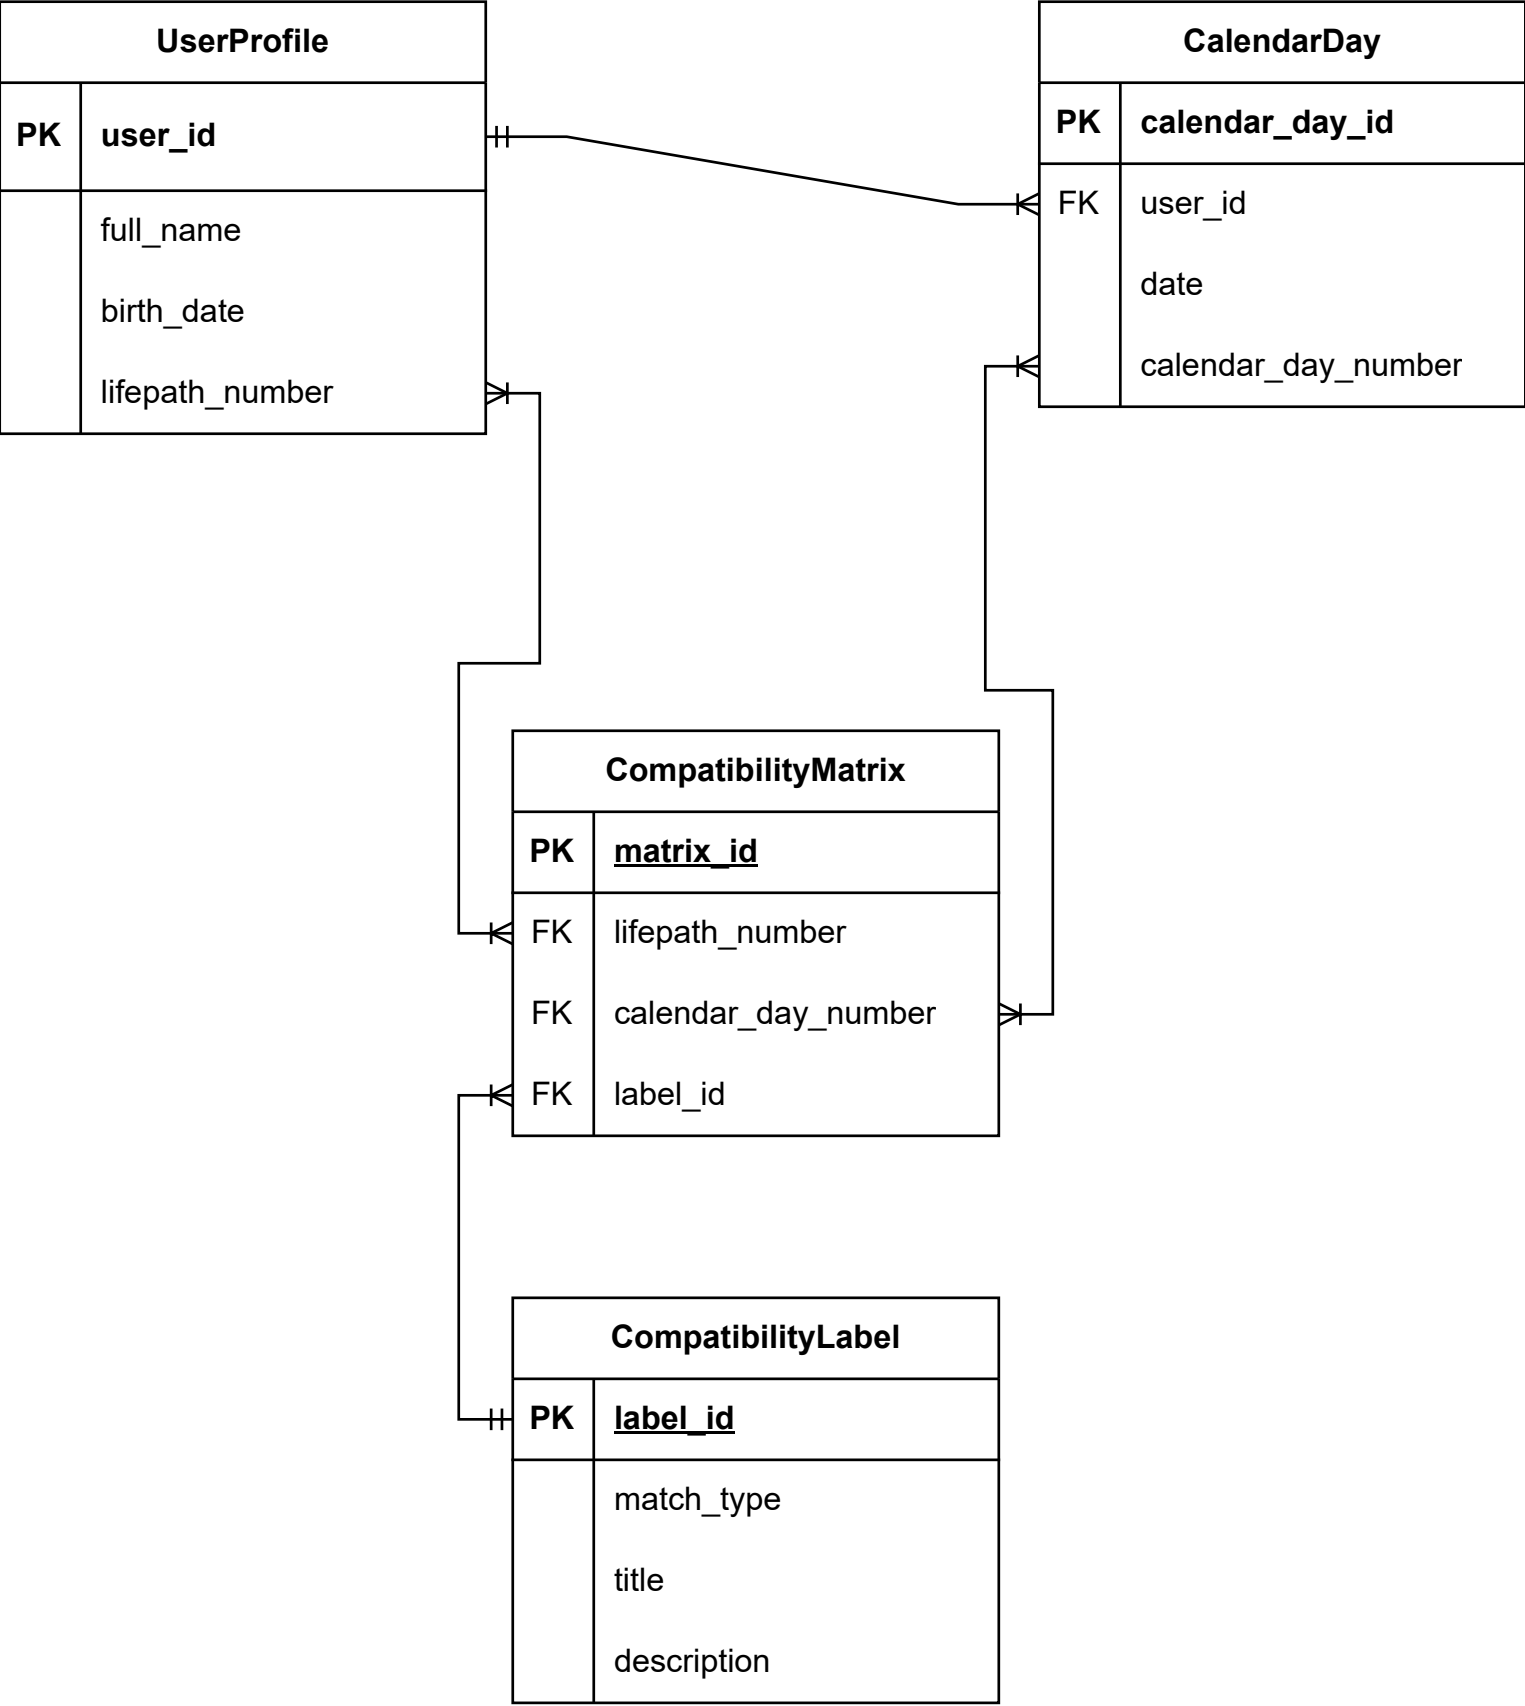 UserProfile
PK user_id
full_name
birth_date
lifepath_number
CalendarDay
PK calendar_day_id
FK user_id
date
calendar_day_number
CompatibilityMatrix
PK matrix_id
FK lifepath_number
FK calendar_day_number
FK label_id
CompatibilityLabel
PK label_id
match_type
title
description